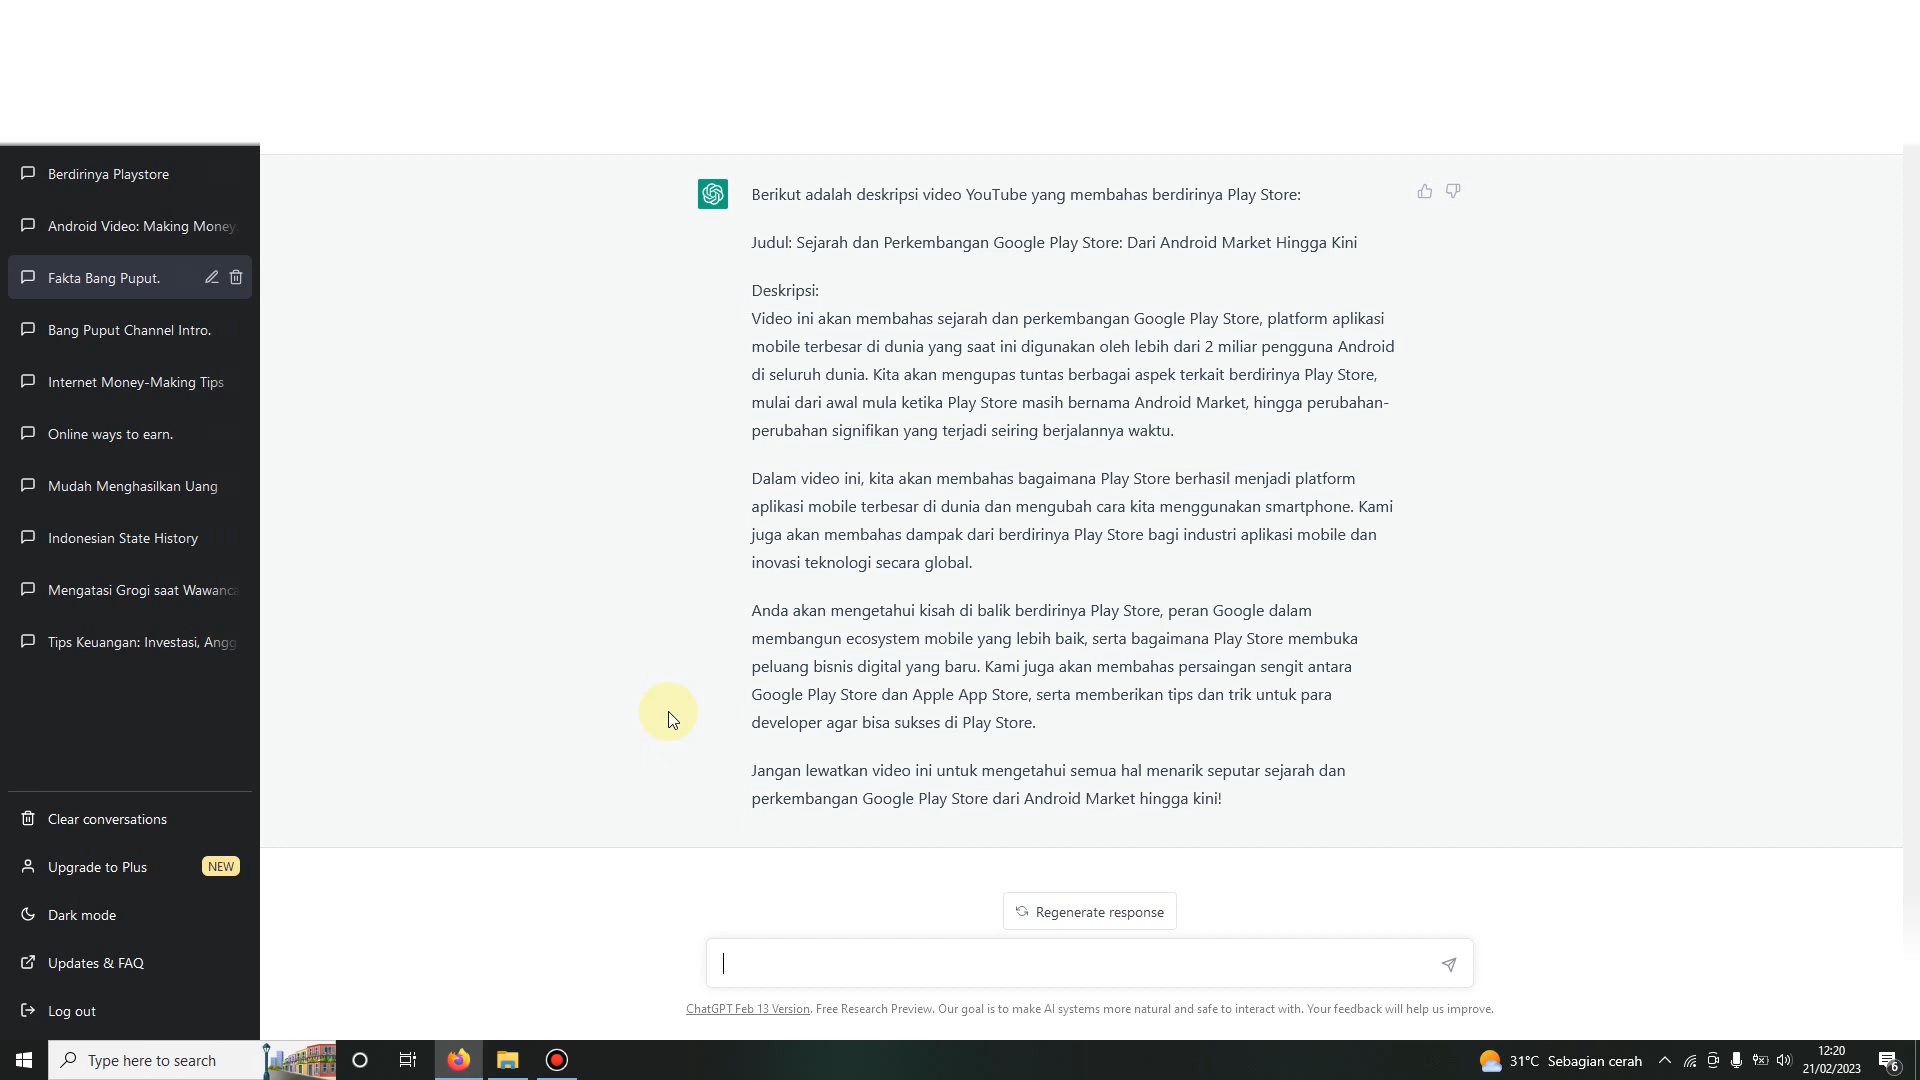 Berdirinya Playstore
Android Video: Making Money
Fakta Bang Puput.
Bang Puput Channel Intro.
Internet Money-Making Tips
Online ways to earn.
Mudah Menghasilkan Uang
Indonesian State History
Mengatasi Grogi saat Wawanca
Tips Keuangan: Investasi, Angg
Clear conversations
Upgrade to Plus NEW
Dark mode
Updates & FAQ
Log out
Berikut adalah deskripsi video YouTube yang membahas berdirinya Play Store:
Judul: Sejarah dan Perkembangan Google Play Store: Dari Android Market Hingga Kini
Deskripsi:
Video ini akan membahas sejarah dan perkembangan Google Play Store, platform aplikasi
mobile terbesar di dunia yang saat ini digunakan oleh lebih dari 2 miliar pengguna Android
di seluruh dunia. Kita akan mengupas tuntas berbagai aspek terkait berdirinya Play Store,
mulai dari awal mula ketika Play Store masih bernama Android Market, hingga perubahan-
perubahan signifikan yang terjadi seiring berjalannya waktu.
Dalam video ini, kita akan membahas bagaimana Play Store berhasil menjadi platform
aplikasi mobile terbesar di dunia dan mengubah cara kita menggunakan smartphone. Kami
juga akan membahas dampak dari berdirinya Play Store bagi industri aplikasi mobile dan
inovasi teknologi secara global.
Anda akan mengetahui kisah di balik berdirinya Play Store, peran Google dalam
membangun ecosystem mobile yang lebih baik, serta bagaimana Play Store membuka
peluang bisnis digital yang baru. Kami juga akan membahas persaingan sengit antara
Google Play Store dan Apple App Store, serta memberikan tips dan trik untuk para
developer agar bisa sukses di Play Store.
Jangan lewatkan video ini untuk mengetahui semua hal menarik seputar sejarah dan
perkembangan Google Play Store dari Android Market hingga kini!
Regenerate response
ChatGPT Feb 13 Version. Free Research Preview. Our goal is to make AI systems more natural and safe to interact with. Your feedback will help us improve.
Type here to search
31°C Sebagian cerah
12:20
21/02/2023
6